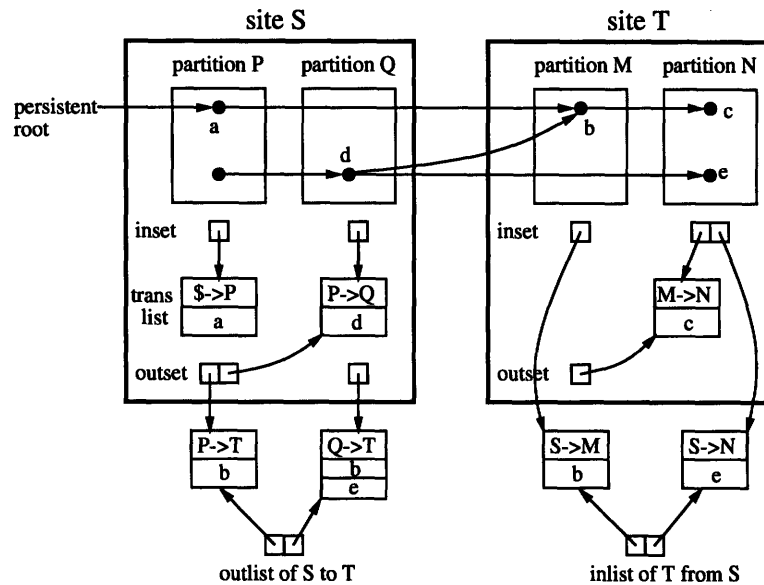 site S
site T
partition P
partition Q
partition M
partition N
persistent
root
a
d
b
c
e
inset
inset
trans
list
$->P
a
P->Q
d
M->N
c
outset
outset
P->T
b
Q->T
b
e
S->M
b
S->N
e
outlist of S to T
inlist of T from S